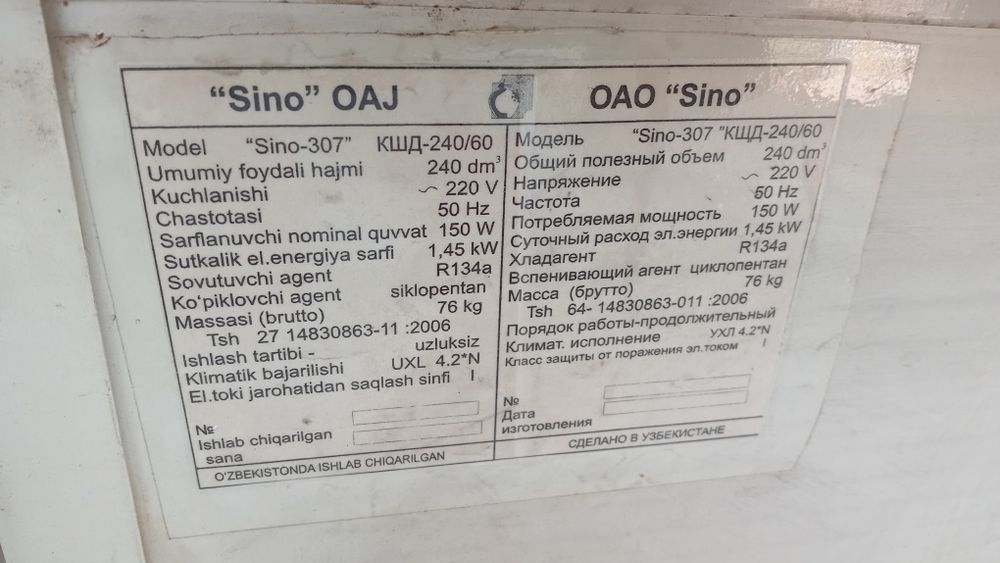 “Sino” OAJ
Model “Sino-307” КШД-240/60
Umumiy foydali hajmi 240 dm³
Kuchlanishi ~ 220 V
Chastotasi 50 Hz
Sarflanuvchi nominal quvvat 150 W
Sutkalik el.energiya sarfi 1,45 kW
Sovutuvchi agent R134a
Ko‘piklovchi agent siklopentan
Massasi (brutto) 76 kg
Tsh 27 14830863-11 :2006
Ishlash tartibi - uzluksiz
Klimatik bajarilishi UXL 4.2*N
El.toki jarohatidan saqlash sinfi I
№
Ishlab chiqarilgan
sana
O'ZBEKISTONDA ISHLAB CHIQARILGAN
ОАО “Sino”
Модель “Sino-307 ”КШД-240/60
Общий полезный объем 240 dm³
Напряжение ~ 220 V
Частота 50 Hz
Потребляемая мощность 150 W
Суточный расход эл.энергии 1,45 kW
Хладагент R134a
Вспенивающий агент циклопентан
Масса (брутто) 76 kg
Tsh 64- 14830863-011 :2006
Порядок работы-продолжительный
Климат. исполнение УХЛ 4.2*N
Класс защиты от поражения эл.током I
№
Дата
изготовления
СДЕЛАНО В УЗБЕКИСТАНЕ